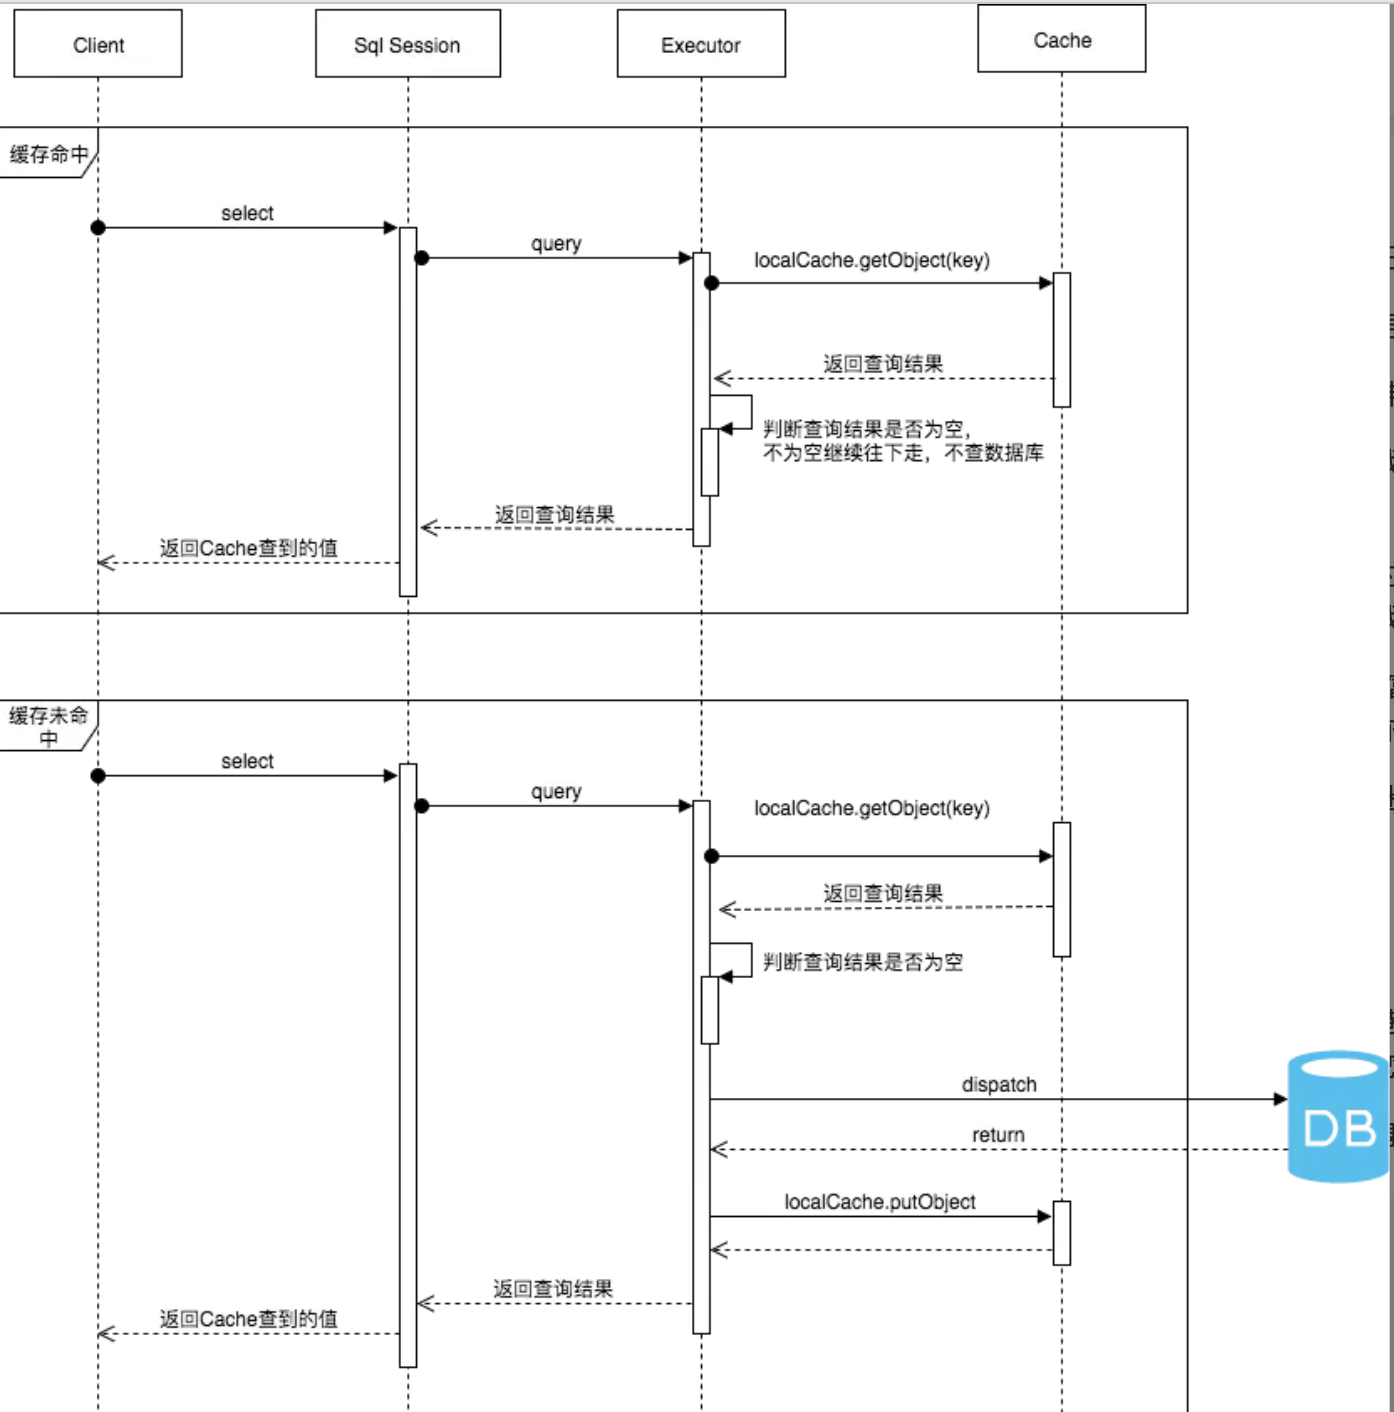 Client
Sql Session
Executor
Cache
缓存命中
select
query
localCache.getObject(key)
返回查询结果
判断查询结果是否为空，
不为空继续往下走，不查数据库
返回查询结果
返回Cache查到的值
缓存未命
中
select
query
localCache.getObject(key)
返回查询结果
判断查询结果是否为空
dispatch
DB
return
localCache.putObject
返回查询结果
返回Cache查到的值